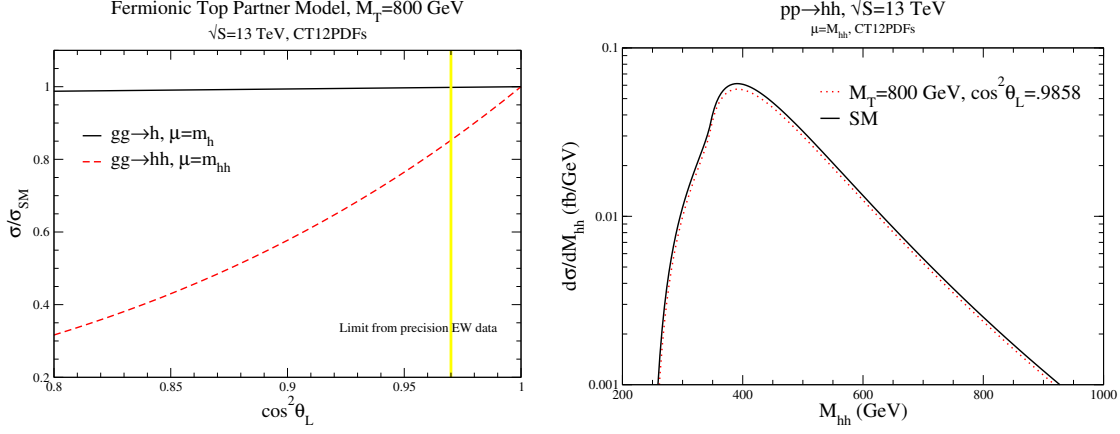 Fermionic Top Partner Model, M_T=800 GeV
√S=13 TeV, CT12PDFs
σ/σ_SM
1
0.8
0.6
0.4
0.2
gg→h, μ=m_h
gg→hh, μ=m_hh
Limit from precision EW data
0.8 0.85 0.9 0.95 1
cos²θ_L
pp→hh, √S=13 TeV
μ=M_hh, CT12PDFs
dσ/dM_hh (fb/GeV)
0.1
0.01
0.001
M_T=800 GeV, cos²θ_L=.9858
SM
200 400 600 800 1000
M_hh (GeV)